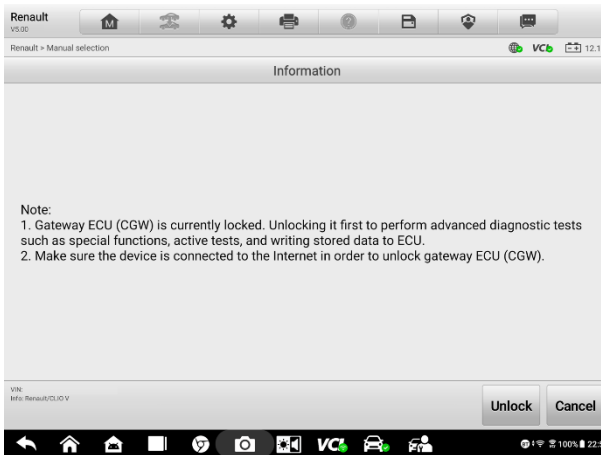 Renault
V5.00
Renault > Manual selection
VCI
12.1
Information
Note:
1. Gateway ECU (CGW) is currently locked. Unlocking it first to perform advanced diagnostic tests
such as special functions, active tests, and writing stored data to ECU.
2. Make sure the device is connected to the Internet in order to unlock gateway ECU (CGW).
VIN:
Info: Renault/CLIO V
Unlock
Cancel
VCI
100%